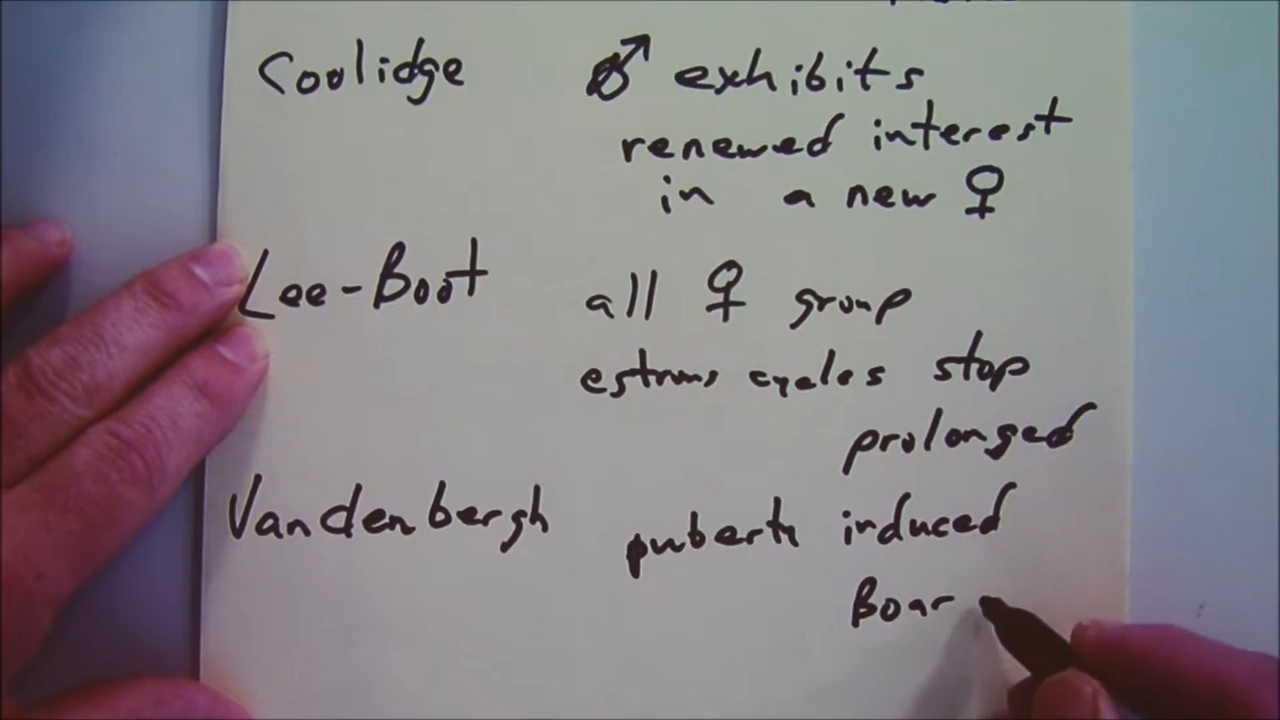 Coolidge ♂ exhibits
renewed interest
in a new ♀
Lee-Boot all ♀ group
estrus cycles stop
prolonged
Vandenbergh puberty induced
Boar